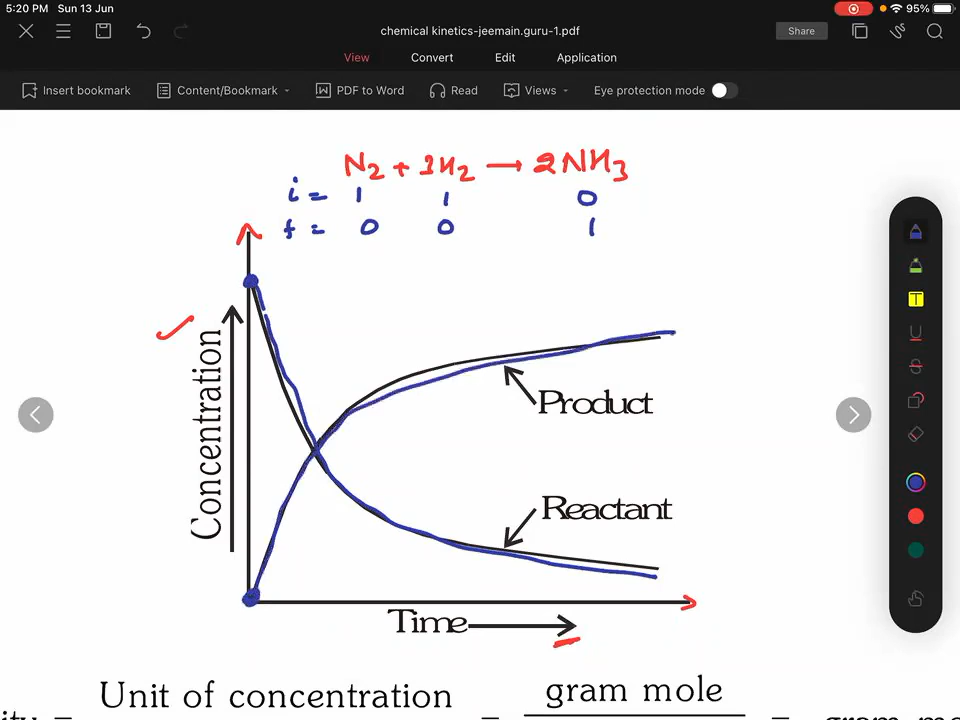 5:20 PM Sun 13 Jun 95%
chemical kinetics-jeemain.guru-1.pdf
Share
View Convert Edit Application
Insert bookmark Content/Bookmark PDF to Word Read Views Eye protection mode
N2 + 3H2 → 2NH3
i = 1 1 0
f = 0 0 1
Concentration
Product
Reactant
Time
T
U
S
Unit of concentration = gram mole =